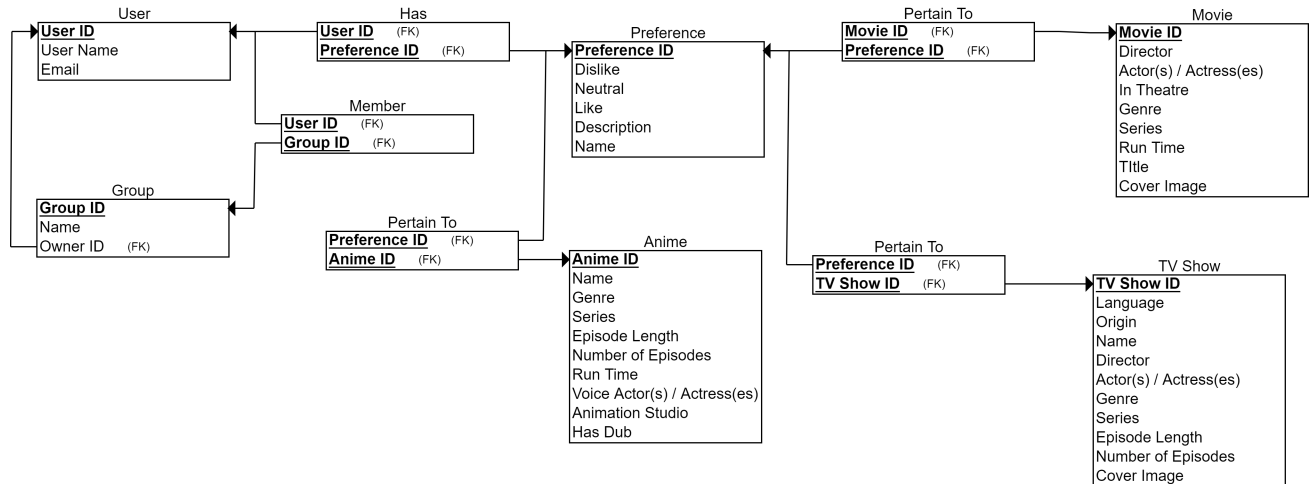 User
User ID
User Name
Email
Has
User ID (FK)
Preference ID (FK)
Member
User ID (FK)
Group ID (FK)
Group
Group ID
Name
Owner ID (FK)
Preference
Preference ID
Dislike
Neutral
Like
Description
Name
Pertain To
Preference ID (FK)
Anime ID (FK)
Anime
Anime ID
Name
Genre
Series
Episode Length
Number of Episodes
Run Time
Voice Actor(s) / Actress(es)
Animation Studio
Has Dub
Pertain To
Movie ID (FK)
Preference ID (FK)
Movie
Movie ID
Director
Actor(s) / Actress(es)
In Theatre
Genre
Series
Run Time
TItle
Cover Image
Pertain To
Preference ID (FK)
TV Show ID (FK)
TV Show
TV Show ID
Language
Origin
Name
Director
Actor(s) / Actress(es)
Genre
Series
Episode Length
Number of Episodes
Cover Image